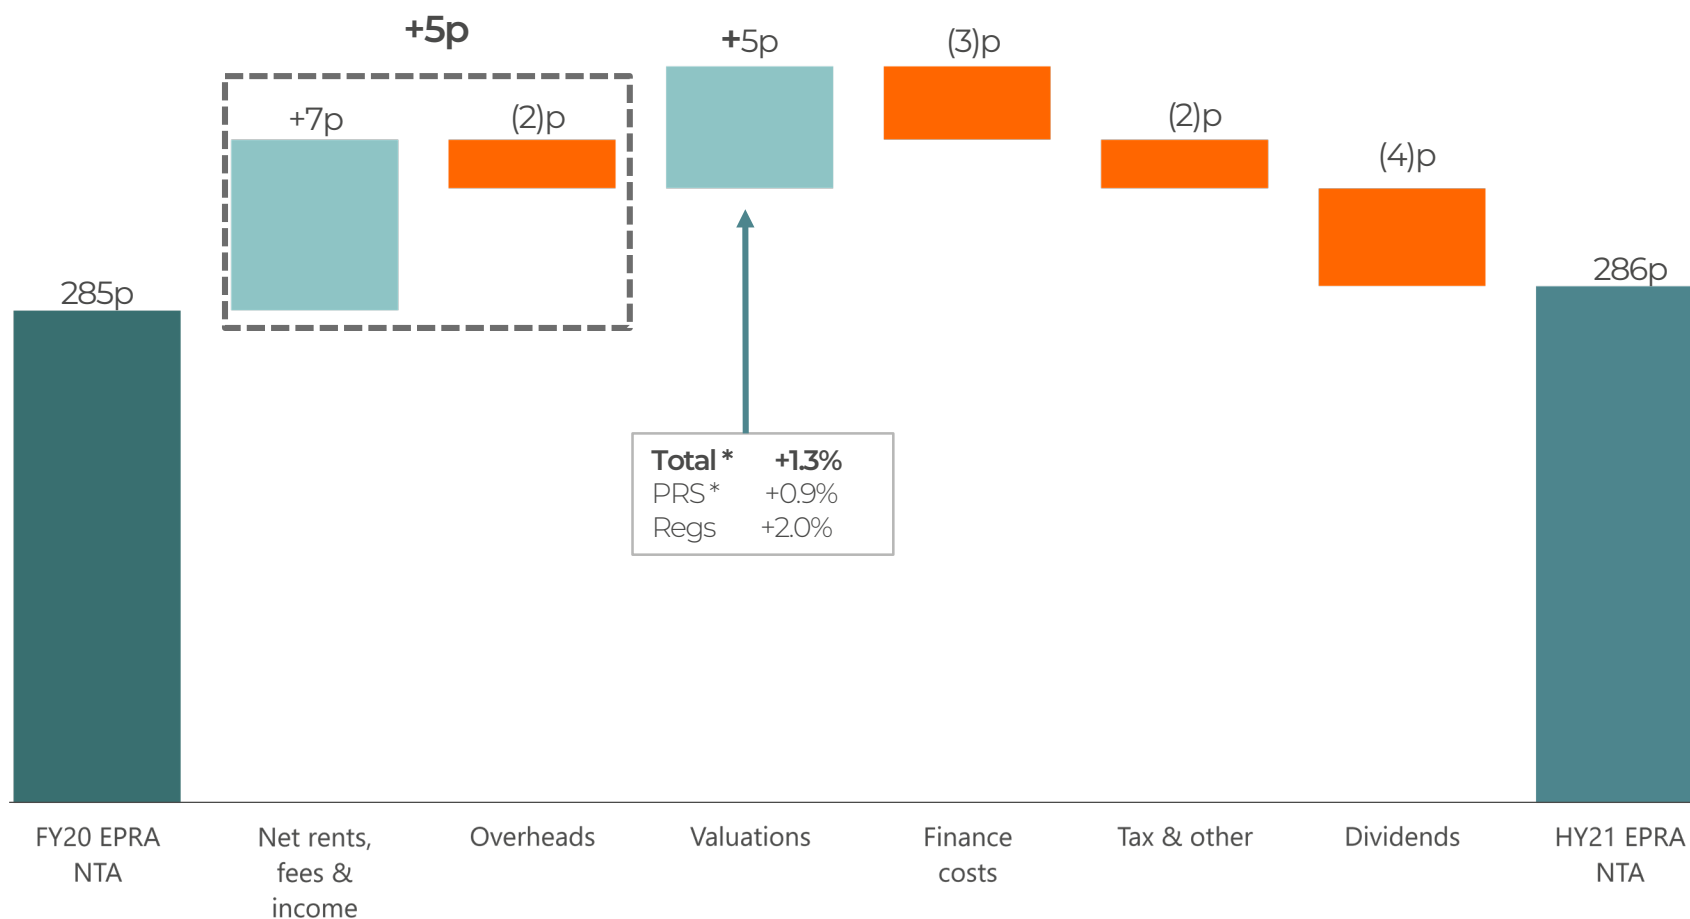 +5p
+5p
(3)p
+7p
(2)p
(2)p
(4)p
285p
286p
Total * +1.3%
PRS * +0.9%
Regs +2.0%
FY20 EPRA
NTA
Net rents,
fees &
income
Overheads
Valuations
Finance
costs
Tax & other
Dividends
HY21 EPRA
NTA